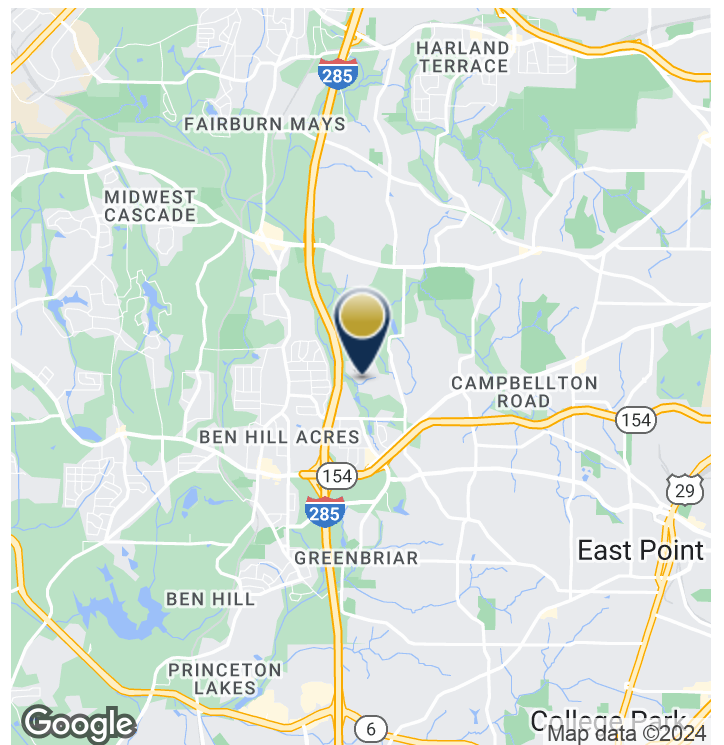 HARLAND
TERRACE
285
FAIRBURN MAYS
MIDWEST
CASCADE
CAMPBELLTON
ROAD
154
BEN HILL ACRES
154
29
285
East Point
GREENBRIAR
BEN HILL
PRINCETON
LAKES
Google
6
College Park
Map data ©2024